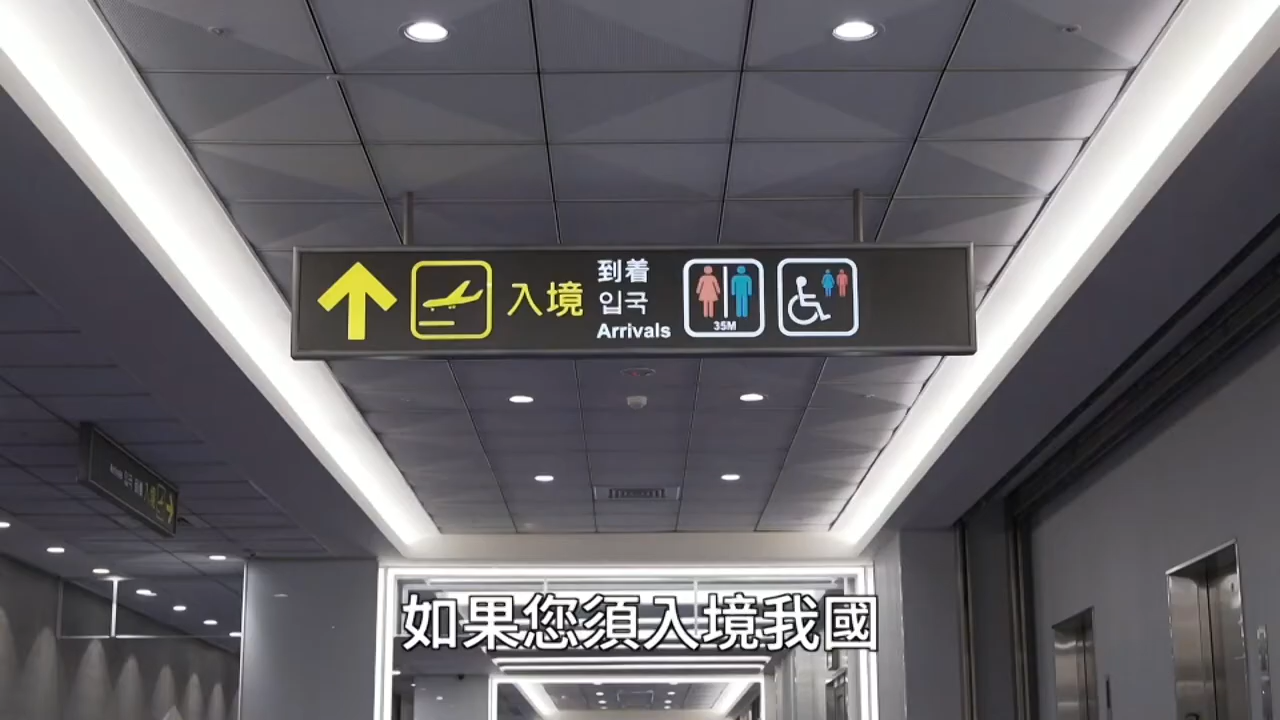 入境
到着
입국
Arrivals
35M
如果您須入境我國